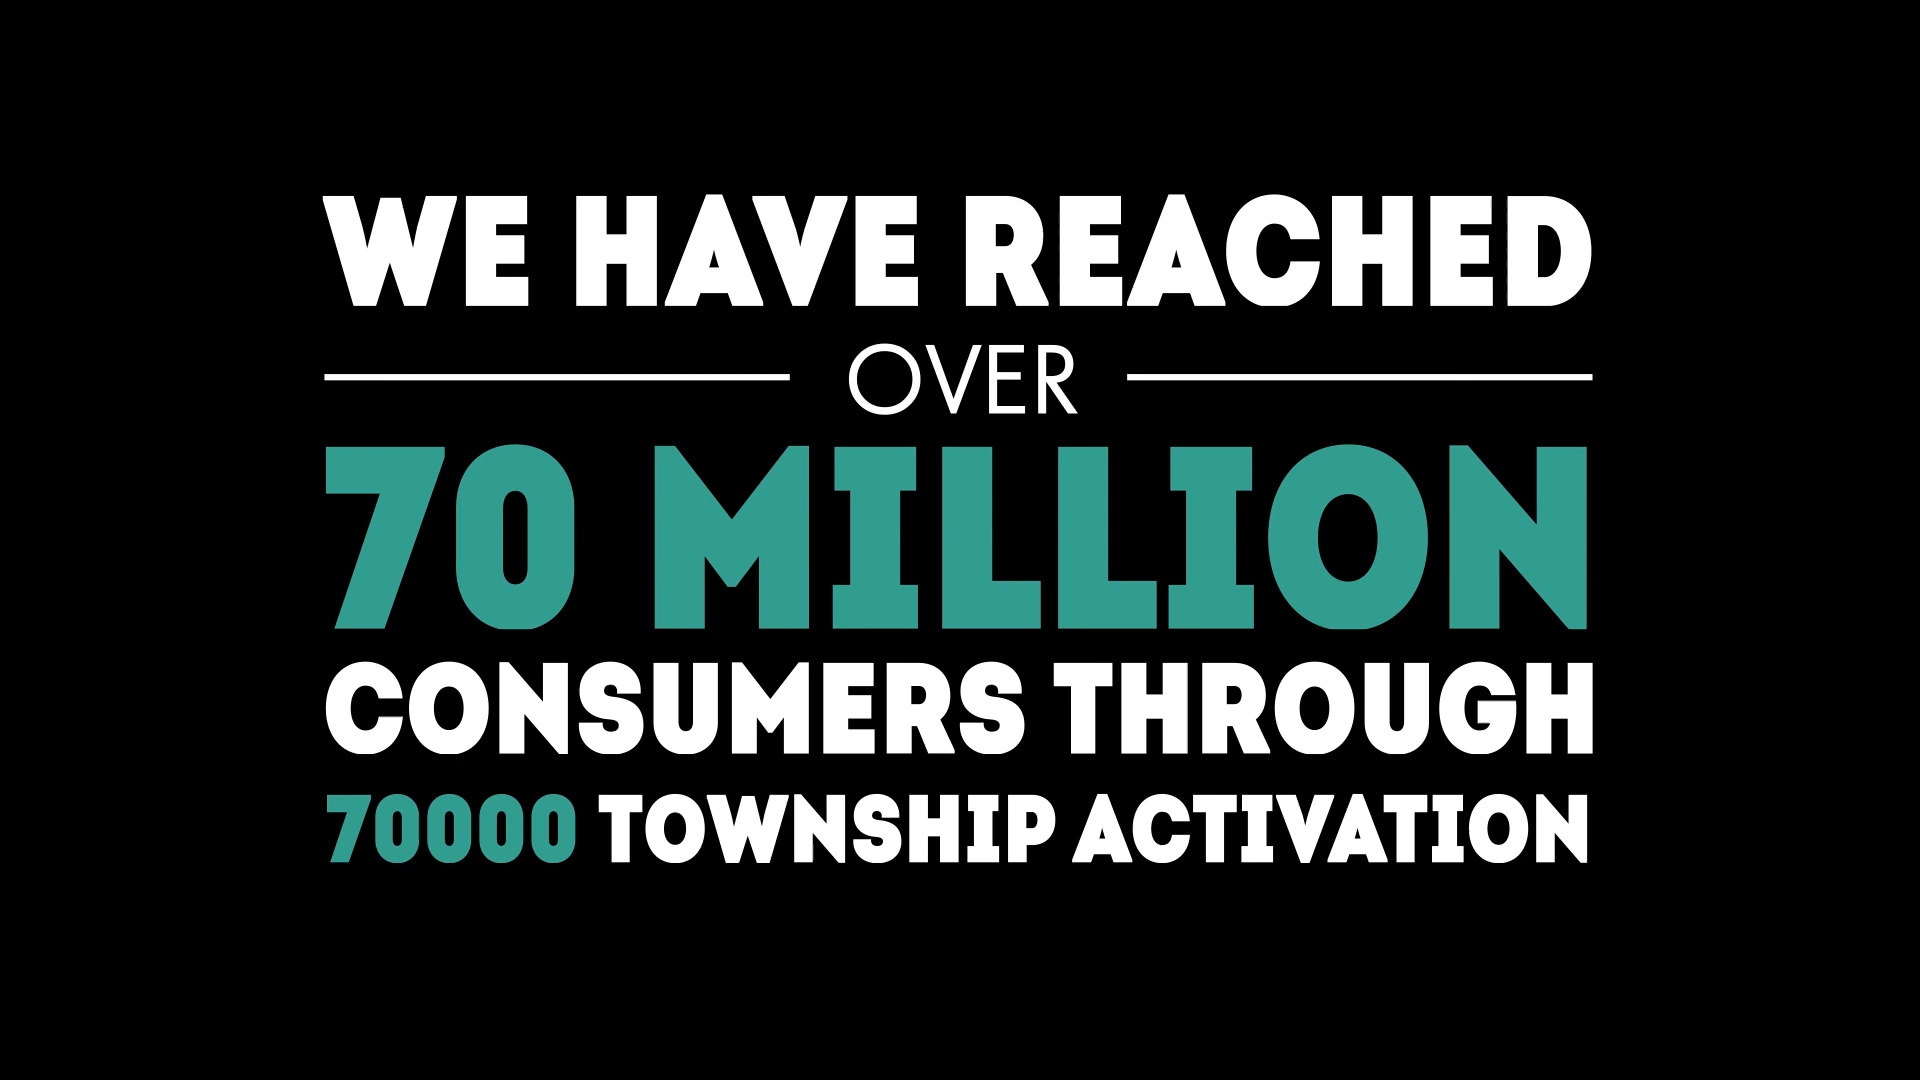 WE HAVE REACHED
OVER
70 MILLION
CONSUMERS THROUGH
70000 TOWNSHIP ACTIVATION